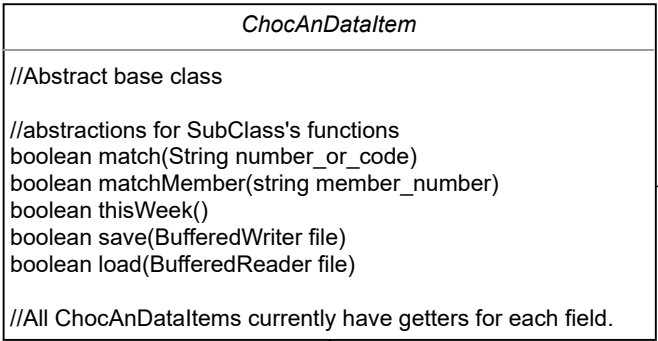 ChocAnDataItem
//Abstract base class
//abstractions for SubClass's functions
boolean match(String number_or_code)
boolean matchMember(string member_number)
boolean thisWeek()
boolean save(BufferedWriter file)
boolean load(BufferedReader file)
//All ChocAnDataItems currently have getters for each field.